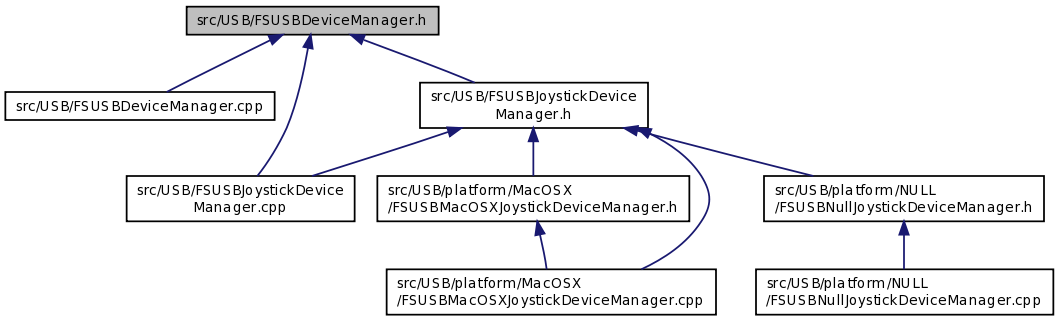 src/USB/FSUSBDeviceManager.h
src/USB/FSUSBDeviceManager.cpp
src/USB/FSUSBJoystickDevice
Manager.h
src/USB/FSUSBJoystickDevice
Manager.cpp
src/USB/platform/MacOSX
/FSUSBMacOSXJoystickDeviceManager.h
src/USB/platform/NULL
/FSUSBNullJoystickDeviceManager.h
src/USB/platform/MacOSX
/FSUSBMacOSXJoystickDeviceManager.cpp
src/USB/platform/NULL
/FSUSBNullJoystickDeviceManager.cpp